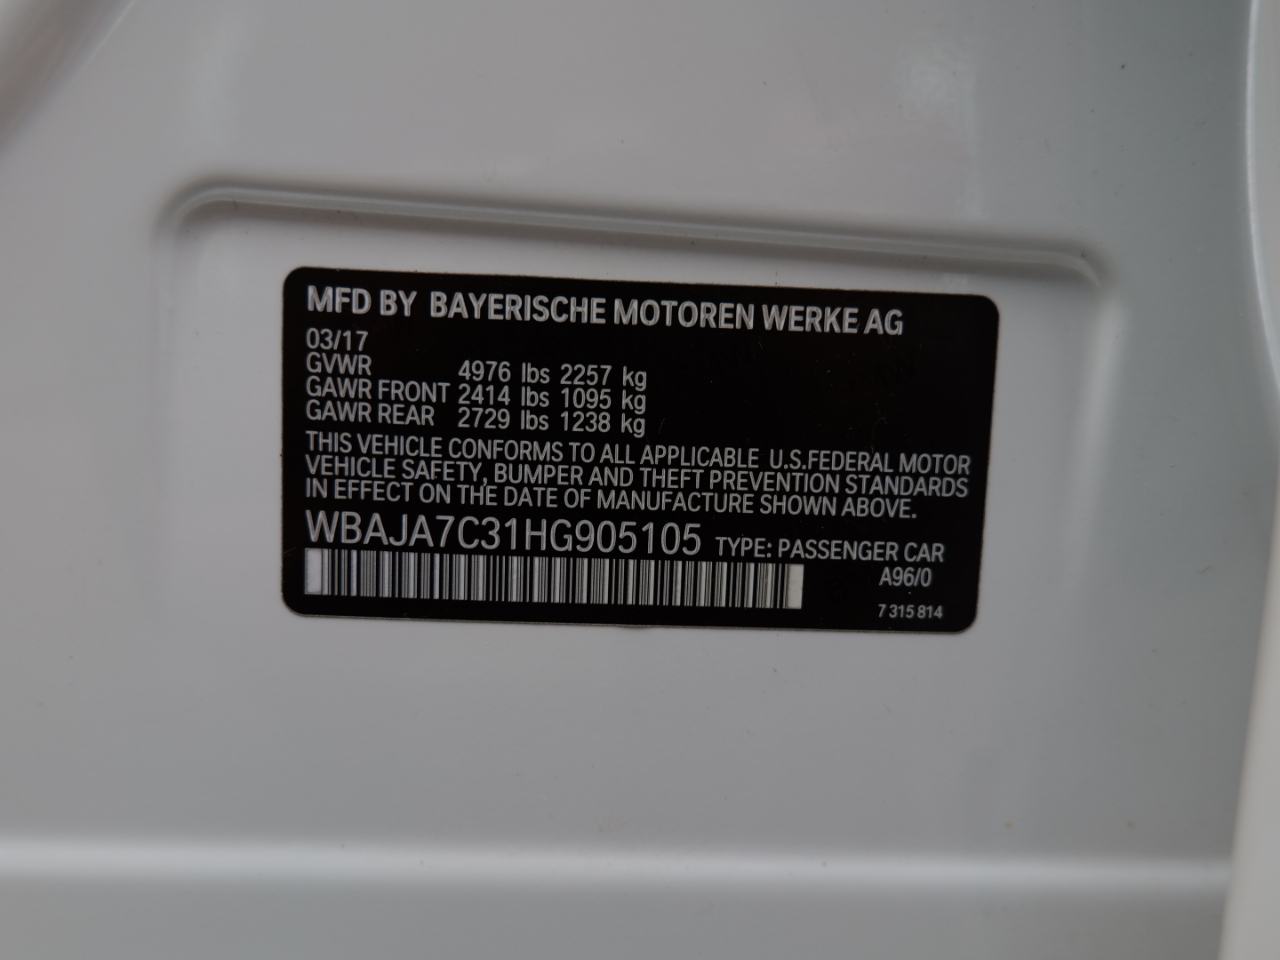 MFD BY BAYERISCHE MOTOREN WERKE AG
03/17
GVWR 4976 lbs 2257 kg
GAWR FRONT 2414 lbs 1095 kg
GAWR REAR 2729 lbs 1238 kg
THIS VEHICLE CONFORMS TO ALL APPLICABLE U.S.FEDERAL MOTOR
VEHICLE SAFETY, BUMPER AND THEFT PREVENTION STANDARDS
IN EFFECT ON THE DATE OF MANUFACTURE SHOWN ABOVE.
WBAJA7C31HG905105 TYPE: PASSENGER CAR
A96/0
7 315 814